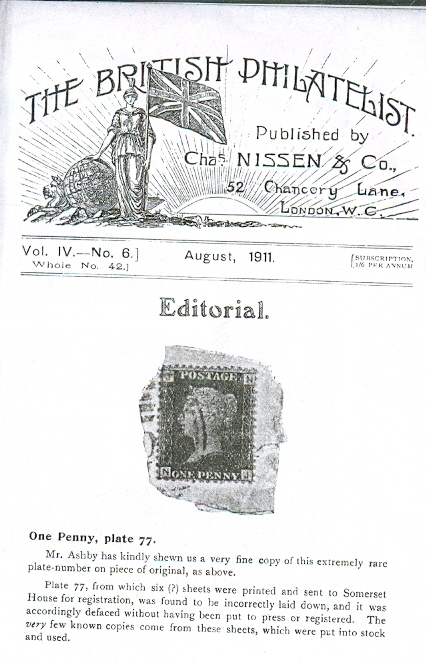 THE BRITISH PHILATELIST.
Published by
Chas. NISSEN & Co.,
52 Chancery Lane,
LONDON, W.C.
Vol. IV.—No. 6.]
Whole No. 42.]
August, 1911.
[SUBSCRIPTION,
1/6 PER ANNUM
Editorial.
POSTAGE N
N ONE PENNY J
One Penny, plate 77.
Mr. Ashby has kindly shewn us a very fine copy of this extremely rare
plate-number on piece of original, as above.
Plate 77, from which six (?) sheets were printed and sent to Somerset
House for registration, was found to be incorrectly laid down, and it was
accordingly defaced without having been put to press or registered. The
very few known copies come from these sheets, which were put into stock
and used.